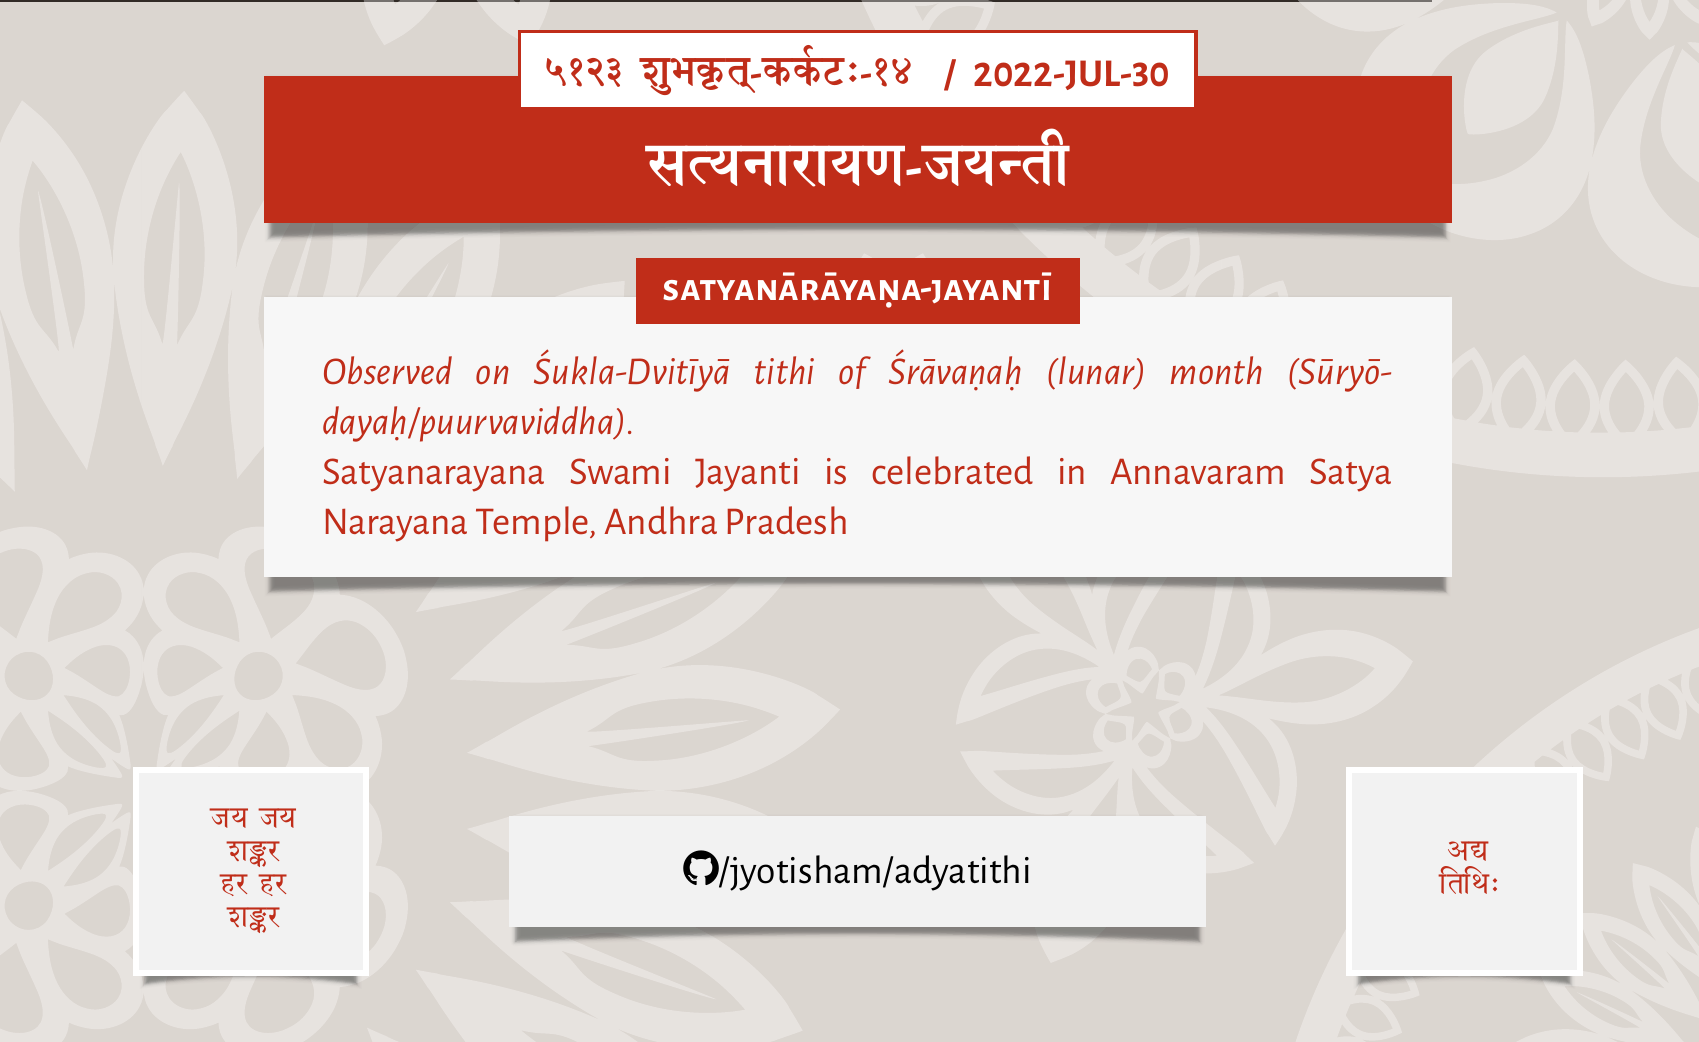 ५१२३ शुभकृत्-कर्कटः-१४ / 2022-JUL-30
सत्यनारायण-जयन्ती
SATYANĀRĀYAṆA-JAYANTĪ
Observed on Śukla-Dvitīyā tithi of Śrāvaṇaḥ (lunar) month (Sūryō-
dayaḥ/puurvaviddha).
Satyanarayana Swami Jayanti is celebrated in Annavaram Satya
Narayana Temple, Andhra Pradesh
जय जय
शङ्कर
हर हर
शङ्कर
/jyotisham/adyatithi
अद्य
तिथिः